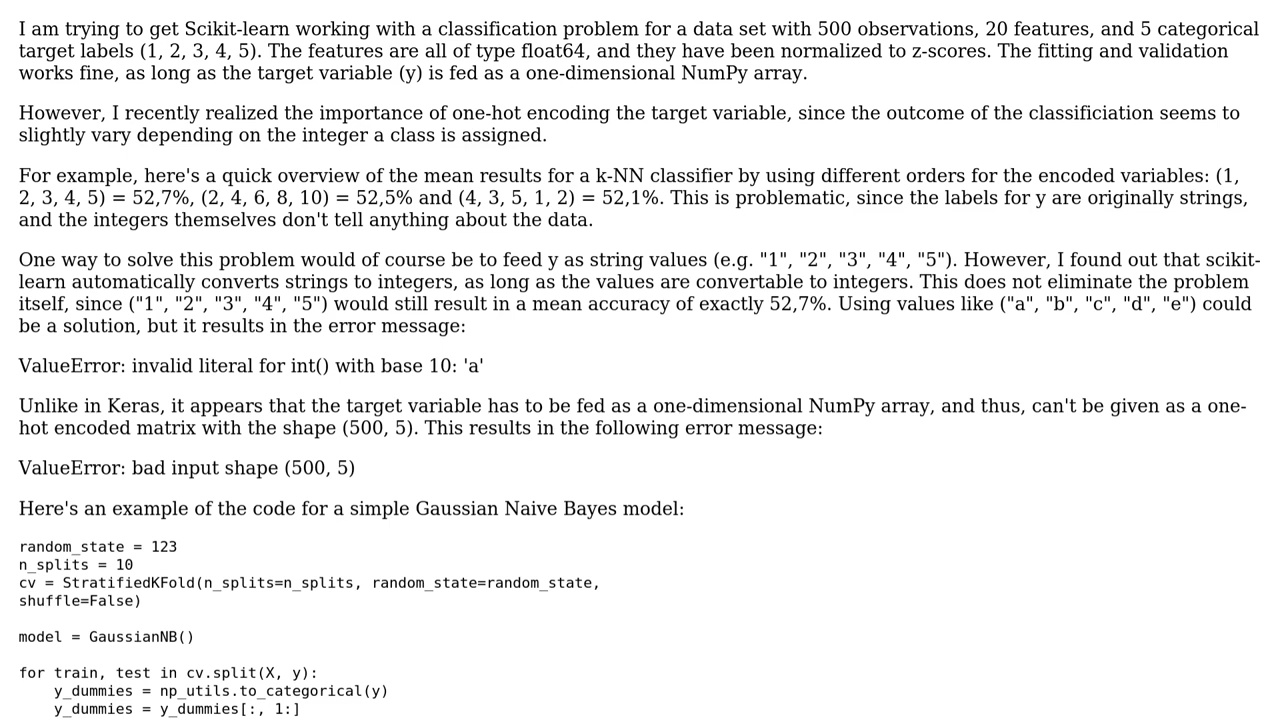 I am trying to get Scikit-learn working with a classification problem for a data set with 500 observations, 20 features, and 5 categorical
target labels (1, 2, 3, 4, 5). The features are all of type float64, and they have been normalized to z-scores. The fitting and validation
works fine, as long as the target variable (y) is fed as a one-dimensional NumPy array.
However, I recently realized the importance of one-hot encoding the target variable, since the outcome of the classificiation seems to
slightly vary depending on the integer a class is assigned.
For example, here's a quick overview of the mean results for a k-NN classifier by using different orders for the encoded variables: (1,
2, 3, 4, 5) = 52,7%, (2, 4, 6, 8, 10) = 52,5% and (4, 3, 5, 1, 2) = 52,1%. This is problematic, since the labels for y are originally strings,
and the integers themselves don't tell anything about the data.
One way to solve this problem would of course be to feed y as string values (e.g. "1", "2", "3", "4", "5"). However, I found out that scikit-
learn automatically converts strings to integers, as long as the values are convertable to integers. This does not eliminate the problem
itself, since ("1", "2", "3", "4", "5") would still result in a mean accuracy of exactly 52,7%. Using values like ("a", "b", "c", "d", "e") could
be a solution, but it results in the error message:
ValueError: invalid literal for int() with base 10: 'a'
Unlike in Keras, it appears that the target variable has to be fed as a one-dimensional NumPy array, and thus, can't be given as a one-
hot encoded matrix with the shape (500, 5). This results in the following error message:
ValueError: bad input shape (500, 5)
Here's an example of the code for a simple Gaussian Naive Bayes model:
random_state = 123
n_splits = 10
cv = StratifiedKFold(n_splits=n_splits, random_state=random_state,
shuffle=False)
model = GaussianNB()
for train, test in cv.split(X, y):
    y_dummies = np_utils.to_categorical(y)
    y_dummies = y_dummies[:, 1:]